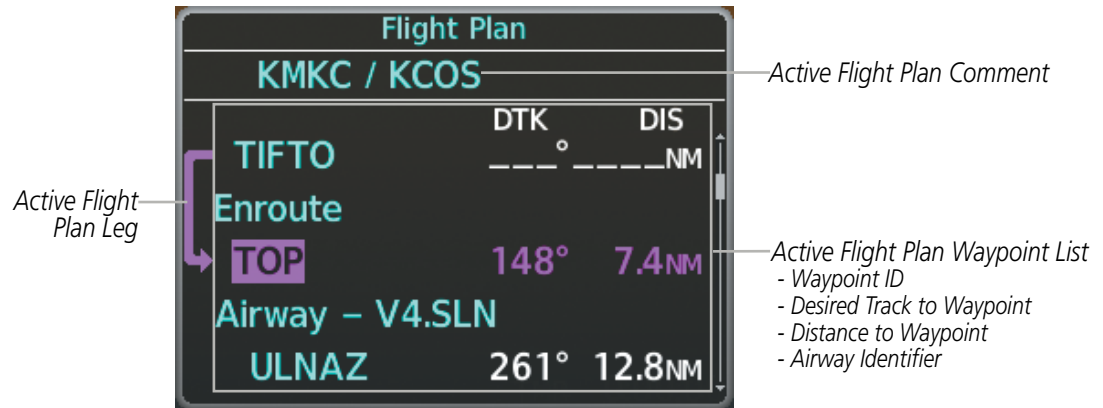 Flight Plan
KMKC / KCOS
Active Flight Plan Comment
DTK DIS
TIFTO ___° ____NM
Active Flight
Plan Leg
Enroute
TOP 148° 7.4NM
Active Flight Plan Waypoint List
- Waypoint ID
- Desired Track to Waypoint
- Distance to Waypoint
- Airway Identifier
Airway – V4.SLN
ULNAZ 261° 12.8NM